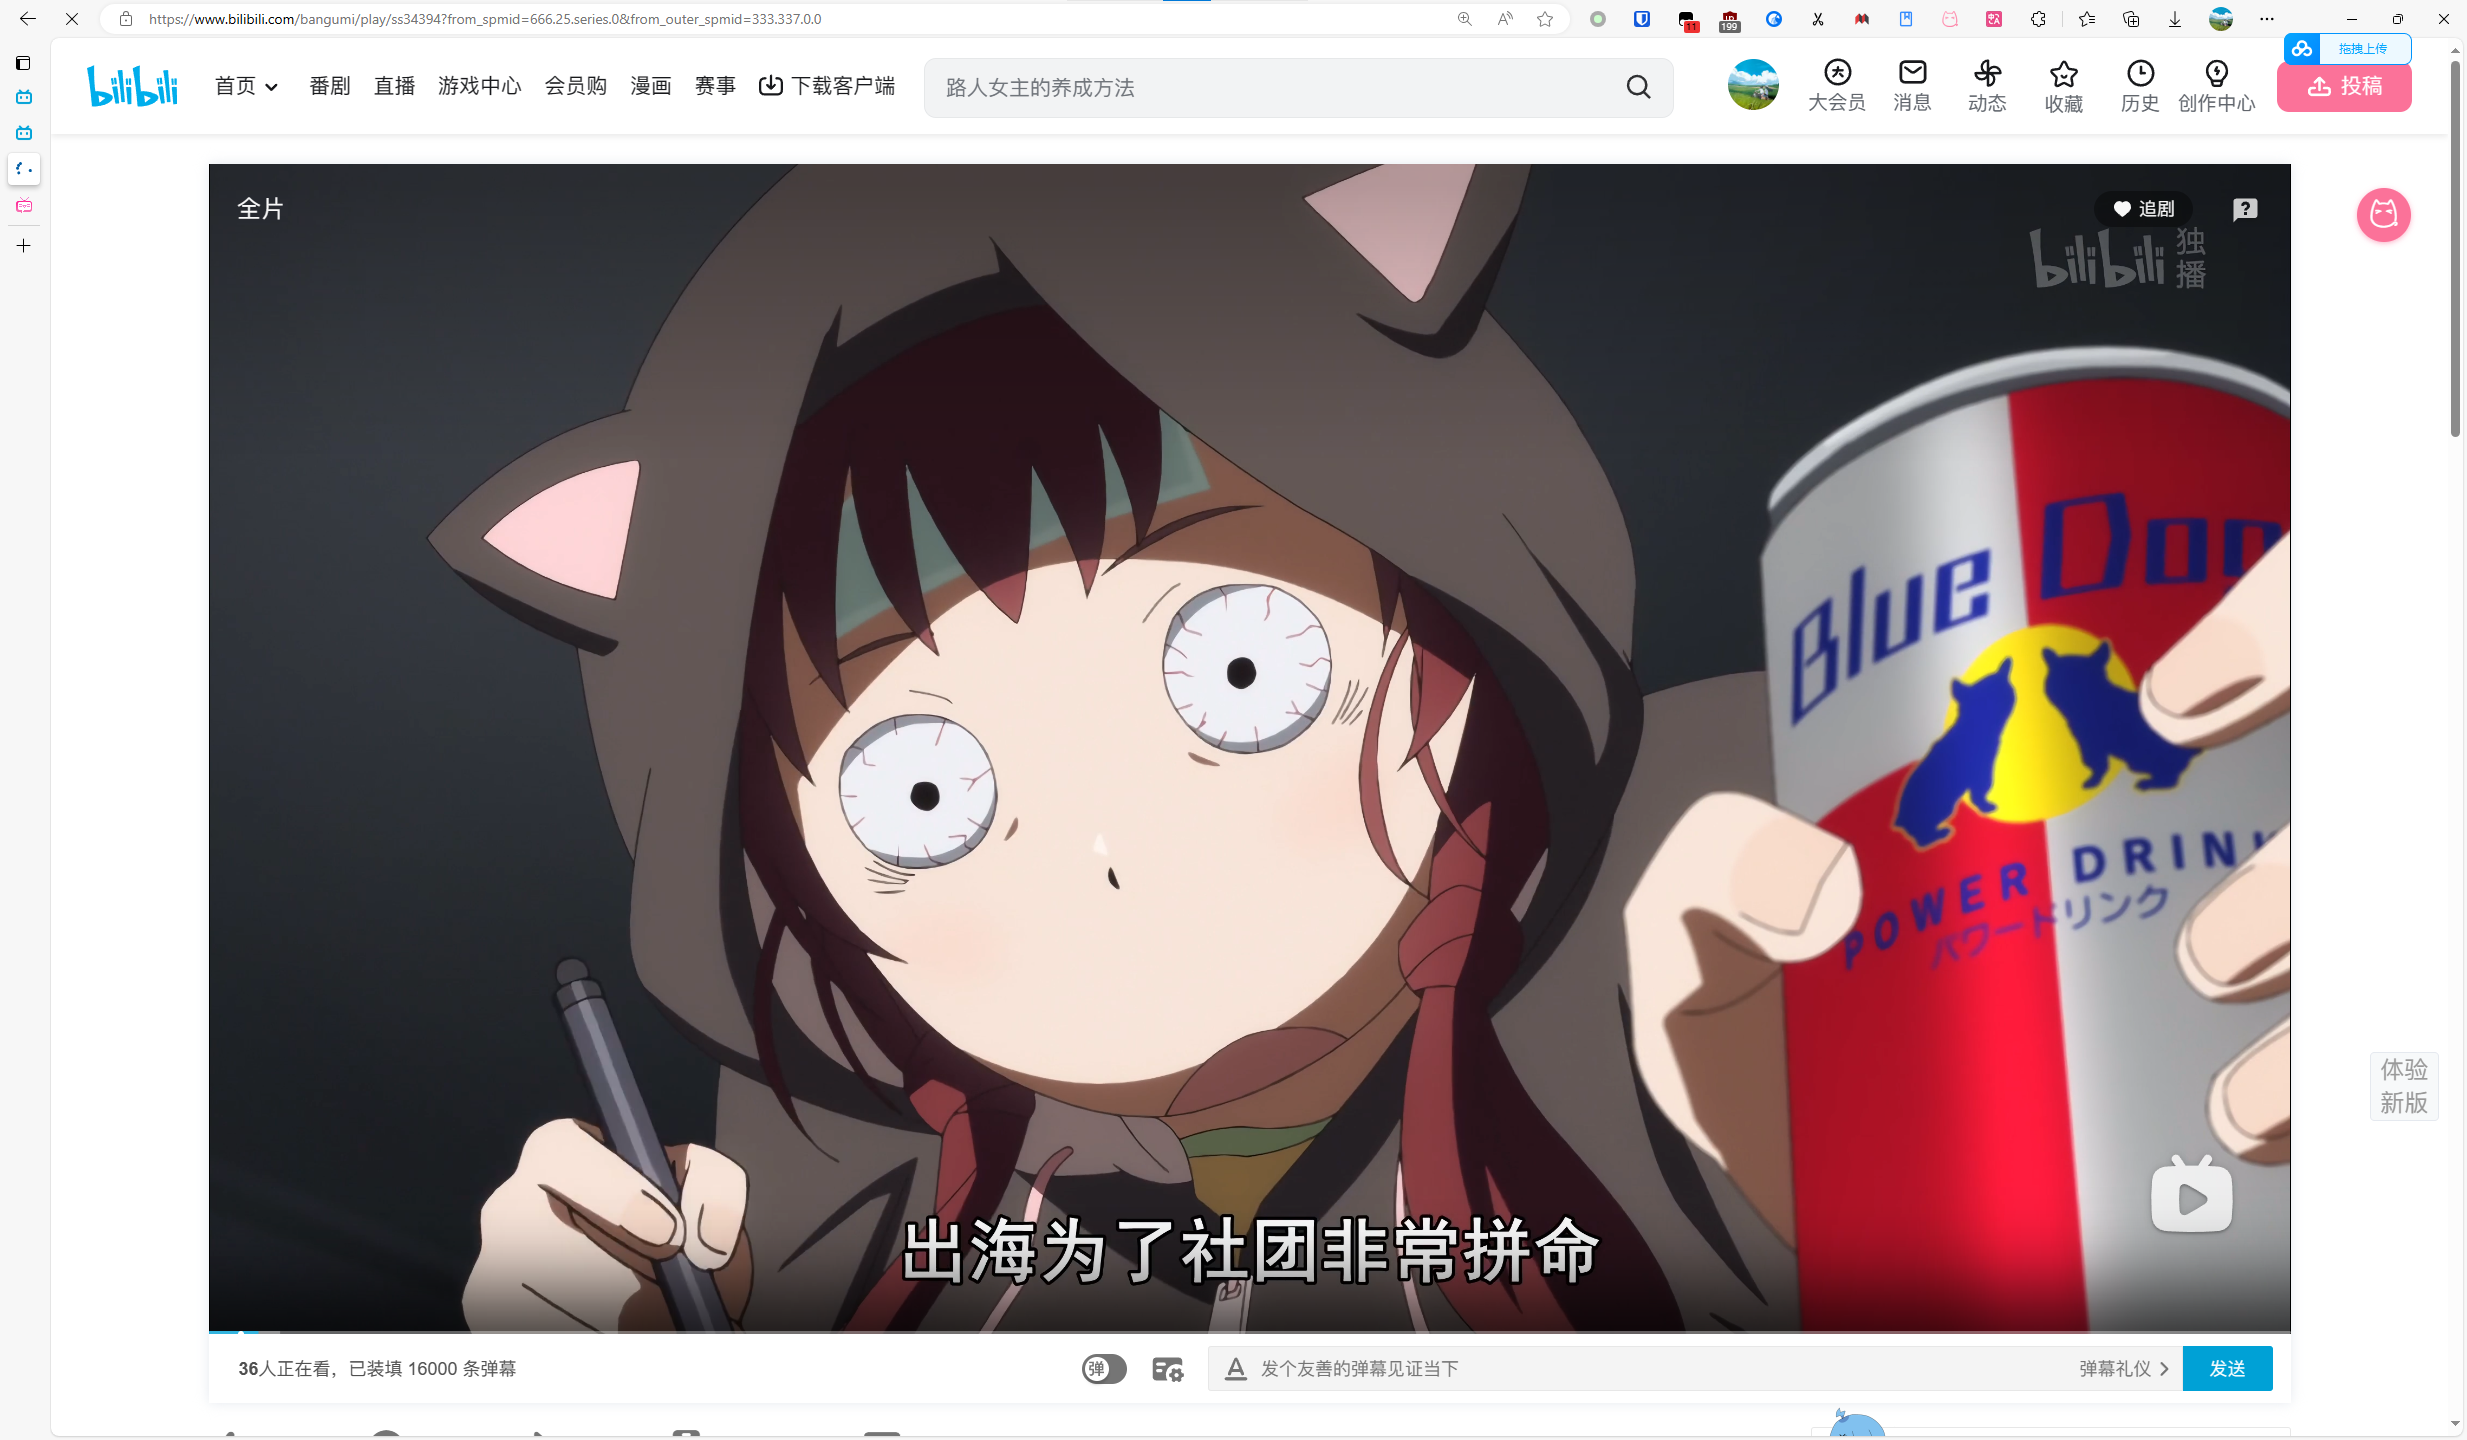 https://www.bilibili.com/bangumi/play/ss34394?from_spmid=666.25.series.0&from_outer_spmid=333.337.0.0
11
199
拖拽上传
bilibili
首页
番剧
直播
游戏中心
会员购
漫画
赛事
下载客户端
路人女主的养成方法
大会员
消息
动态
收藏
历史
创作中心
投稿
全片
追剧
bilibili 独播
Blue
POWER DRINK
パワードリンク
体验
新版
出海为了社团非常拼命
36人正在看，已装填 16000 条弹幕
弹
发个友善的弹幕见证当下
弹幕礼仪
发送